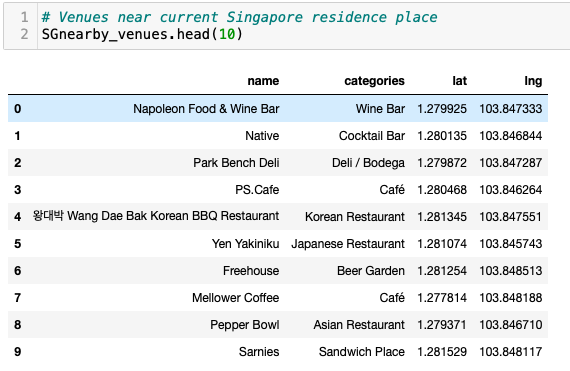 1 # Venues near current Singapore residence place
2 SGnearby_venues.head(10)
name categories lat lng
0 Napoleon Food & Wine Bar Wine Bar 1.279925 103.847333
1 Native Cocktail Bar 1.280135 103.846844
2 Park Bench Deli Deli / Bodega 1.279872 103.847287
3 PS.Cafe Café 1.280468 103.846264
4 왕대박 Wang Dae Bak Korean BBQ Restaurant Korean Restaurant 1.281345 103.847551
5 Yen Yakiniku Japanese Restaurant 1.281074 103.845743
6 Freehouse Beer Garden 1.281254 103.848513
7 Mellower Coffee Café 1.277814 103.848188
8 Pepper Bowl Asian Restaurant 1.279371 103.846710
9 Sarnies Sandwich Place 1.281529 103.848117